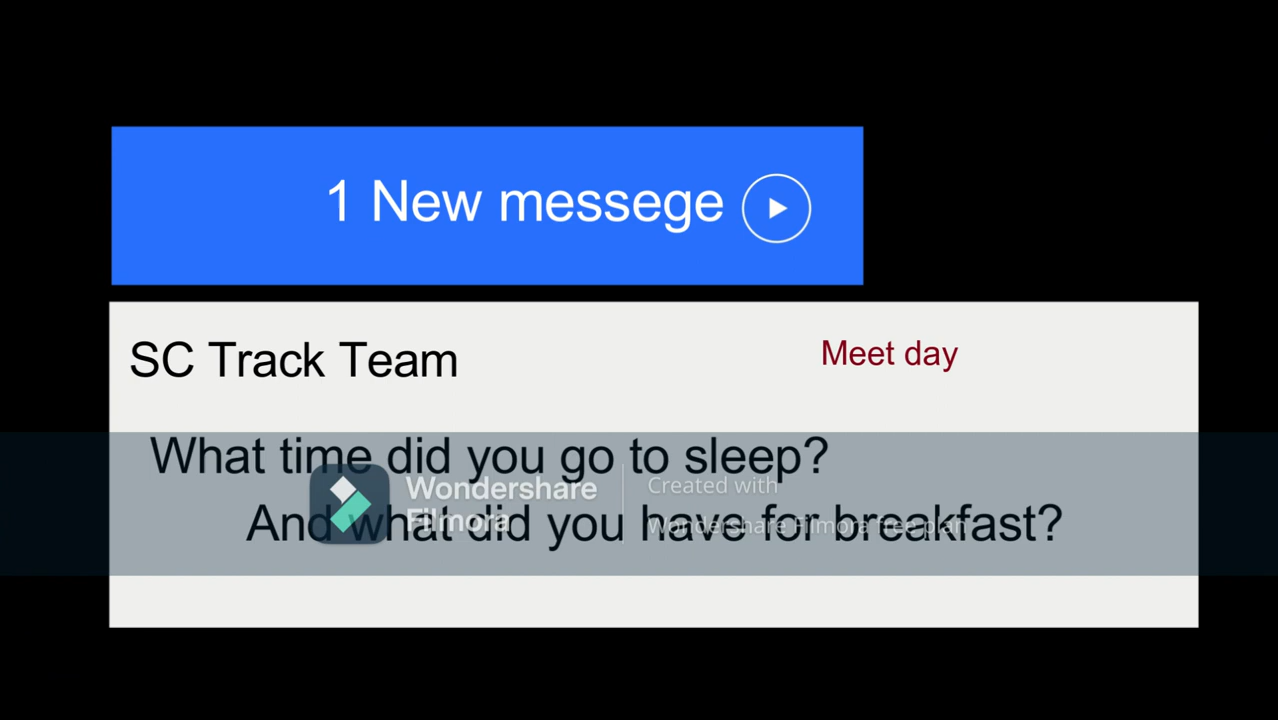 1 New messege
SC Track Team
Meet day
What time did you go to sleep?
Wondershare
Filmora
Created with
And what did you have for breakfast?
Wondershare Filmora free plan